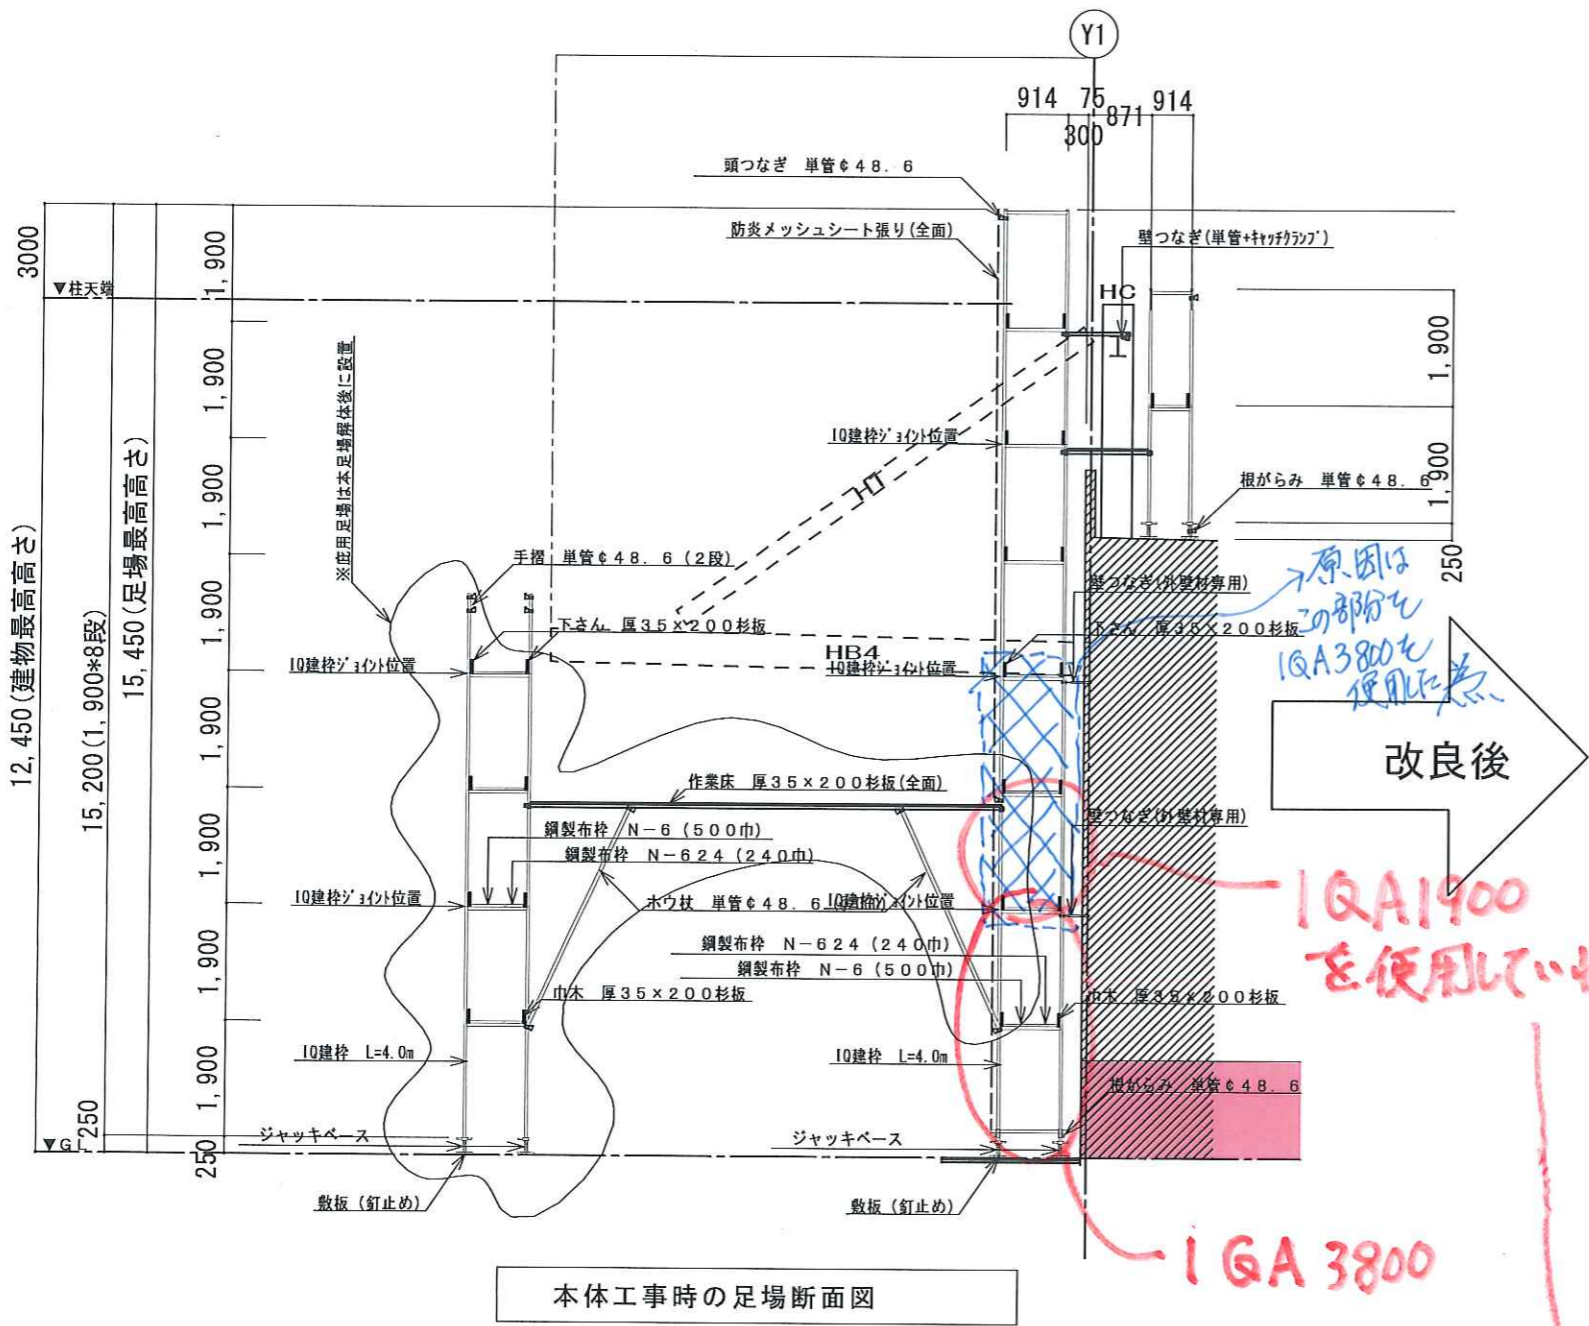 Y1
914 75 871 914
300
頭つなぎ 単管¢48.6
防炎メッシュシート張り(全面)
壁つなぎ(単管+キャッチクランプ)
3000
▼柱天端
HC
1,900
1,900
1,900
1,900
1,900
1,900
1,900
1,900
250
12,450(建物最高高さ)
15,200(1,900*8段)
15,450(足場最高高さ)
250
▼GL
※庇用足場は本足場解体後に設置
1,900
1,900
250
IQ建枠ジョイント位置
根がらみ 単管¢48.6
手摺 単管¢48.6(2段)
壁つなぎ(外壁材専用)
下さん 厚35×200杉板
下さん 厚35×200杉板
HB4
IQ建枠ジョイント位置
IQ建枠ジョイント位置
原因は
この部分を
IQA3800を
使用した為
改良後
作業床 厚35×200杉板(全面)
鋼製布枠 N-6(500巾)
鋼製布枠 N-624(240巾)
壁つなぎ(外壁材専用)
IQ建枠ジョイント位置
ホウ杖 単管¢48.6
IQ建枠ジョイント位置
IQA1900
を使用してい
鋼製布枠 N-624(240巾)
鋼製布枠 N-6(500巾)
巾木 厚35×200杉板
巾木 厚35×200杉板
IQ建枠 L=4.0m
IQ建枠 L=4.0m
根がらみ 単管¢48.6
ジャッキベース
ジャッキベース
敷板(釘止め)
敷板(釘止め)
IQA3800
本体工事時の足場断面図